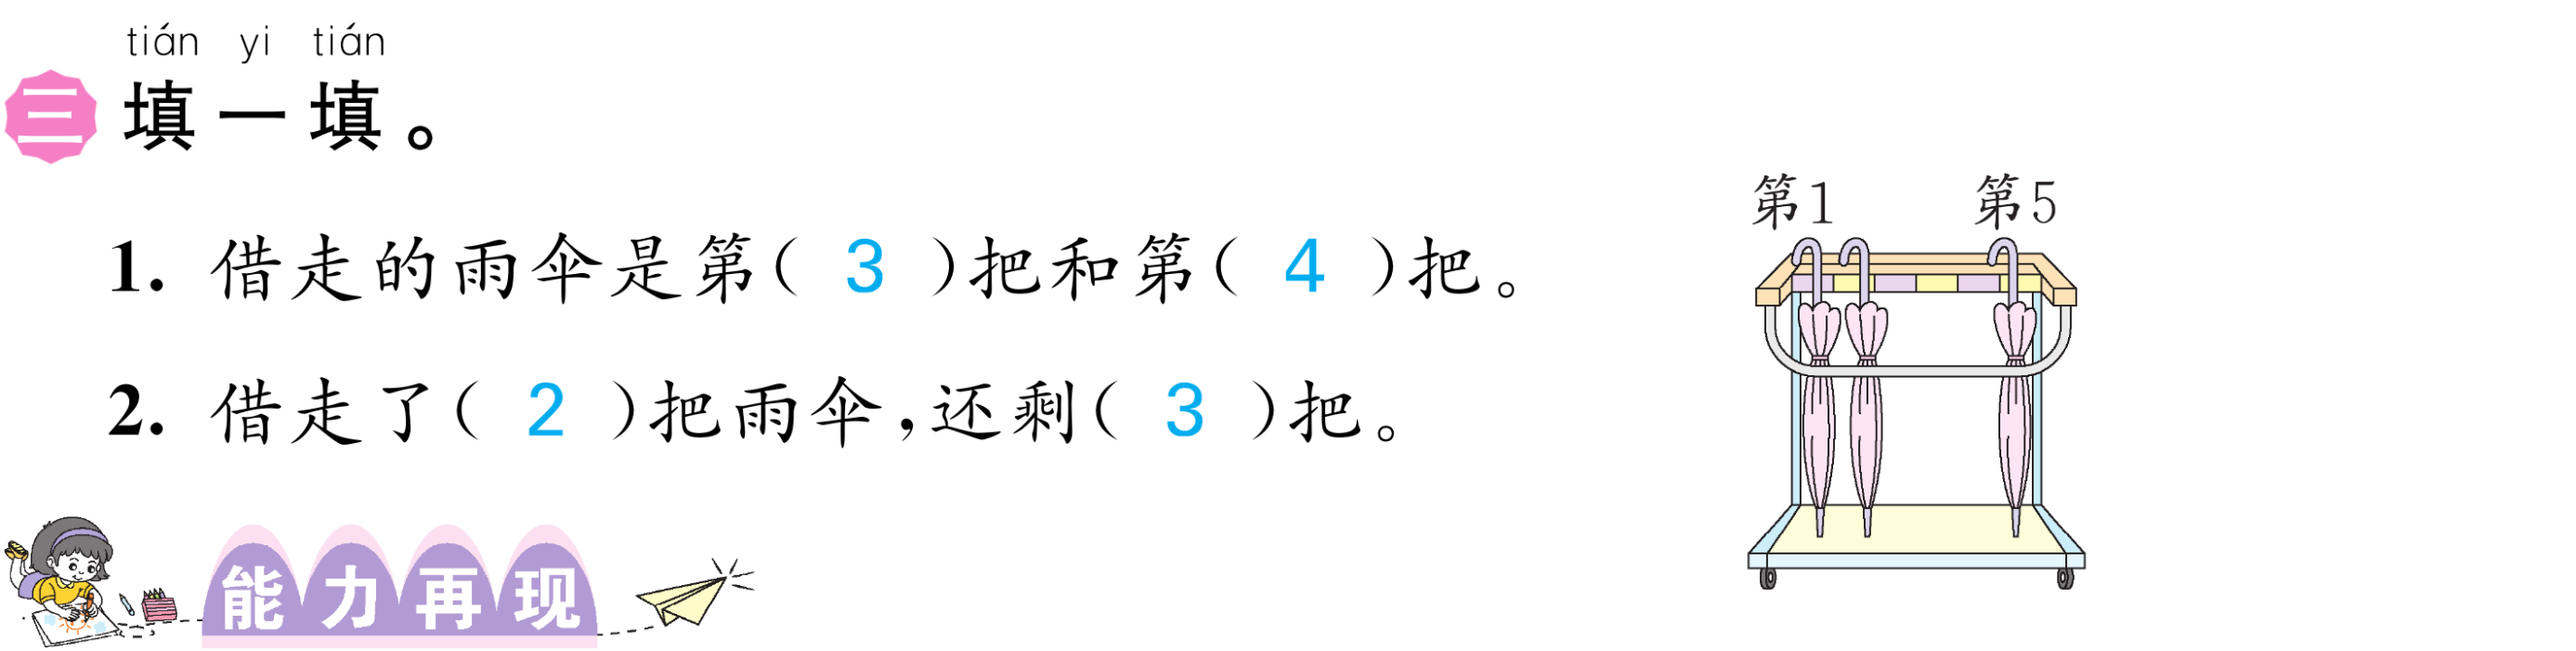 tián yi tián
三 填一填。
第1 第5
1. 借走的雨伞是第( 3 )把和第( 4 )把。
2. 借走了( 2 )把雨伞,还剩( 3 )把。
能力再现